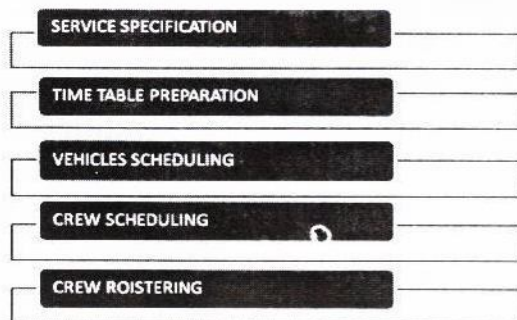 SERVICE SPECIFICATION
TIME TABLE PREPARATION
VEHICLES SCHEDULING
CREW SCHEDULING
CREW ROISTERING